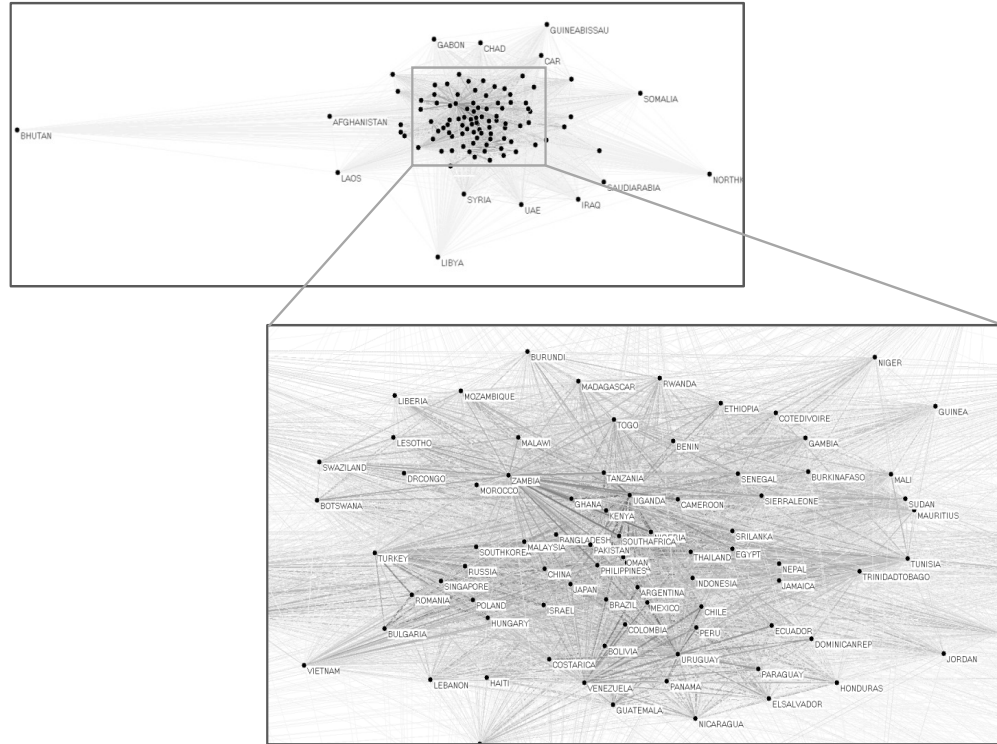 GUINEABISSAU
GABON
CHAD
CAR
SOMALIA
AFGHANISTAN
BHUTAN
LAOS
NORTHK
SAUDIARABIA
SYRIA
UAE
IRAQ
LIBYA
BURUNDI
NIGER
MADAGASCAR
RWANDA
MOZAMBIQUE
LIBERIA
ETHIOPIA
COTEDIVOIRE
GUINEA
TOGO
LESOTHO
MALAWI
BENIN
GAMBIA
SWAZILAND
DRCONGO
ZAMBIA
TANZANIA
SENEGAL
BURKINAFASO
MALI
MOROCCO
BOTSWANA
GHANA
UGANDA
CAMEROON
SIERRALEONE
SUDAN
KENYA
MAURITIUS
BANGLADESH
SOUTHAFRICA
NIGERIA
SRILANKA
SOUTHKOREA
MALAYSIA
PAKISTAN
THAILAND
EGYPT
TURKEY
OMAN
TUNISIA
RUSSIA
CHINA
PHILIPPINES
NEPAL
TRINIDADTOBAGO
SINGAPORE
JAPAN
INDONESIA
JAMAICA
ARGENTINA
ROMANIA
POLAND
ISRAEL
BRAZIL
MEXICO
CHILE
HUNGARY
BULGARIA
COLOMBIA
PERU
ECUADOR
DOMINICANREP
BOLIVIA
VIETNAM
COSTARICA
URUGUAY
JORDAN
PARAGUAY
LEBANON
HAITI
VENEZUELA
PANAMA
HONDURAS
GUATEMALA
ELSALVADOR
NICARAGUA